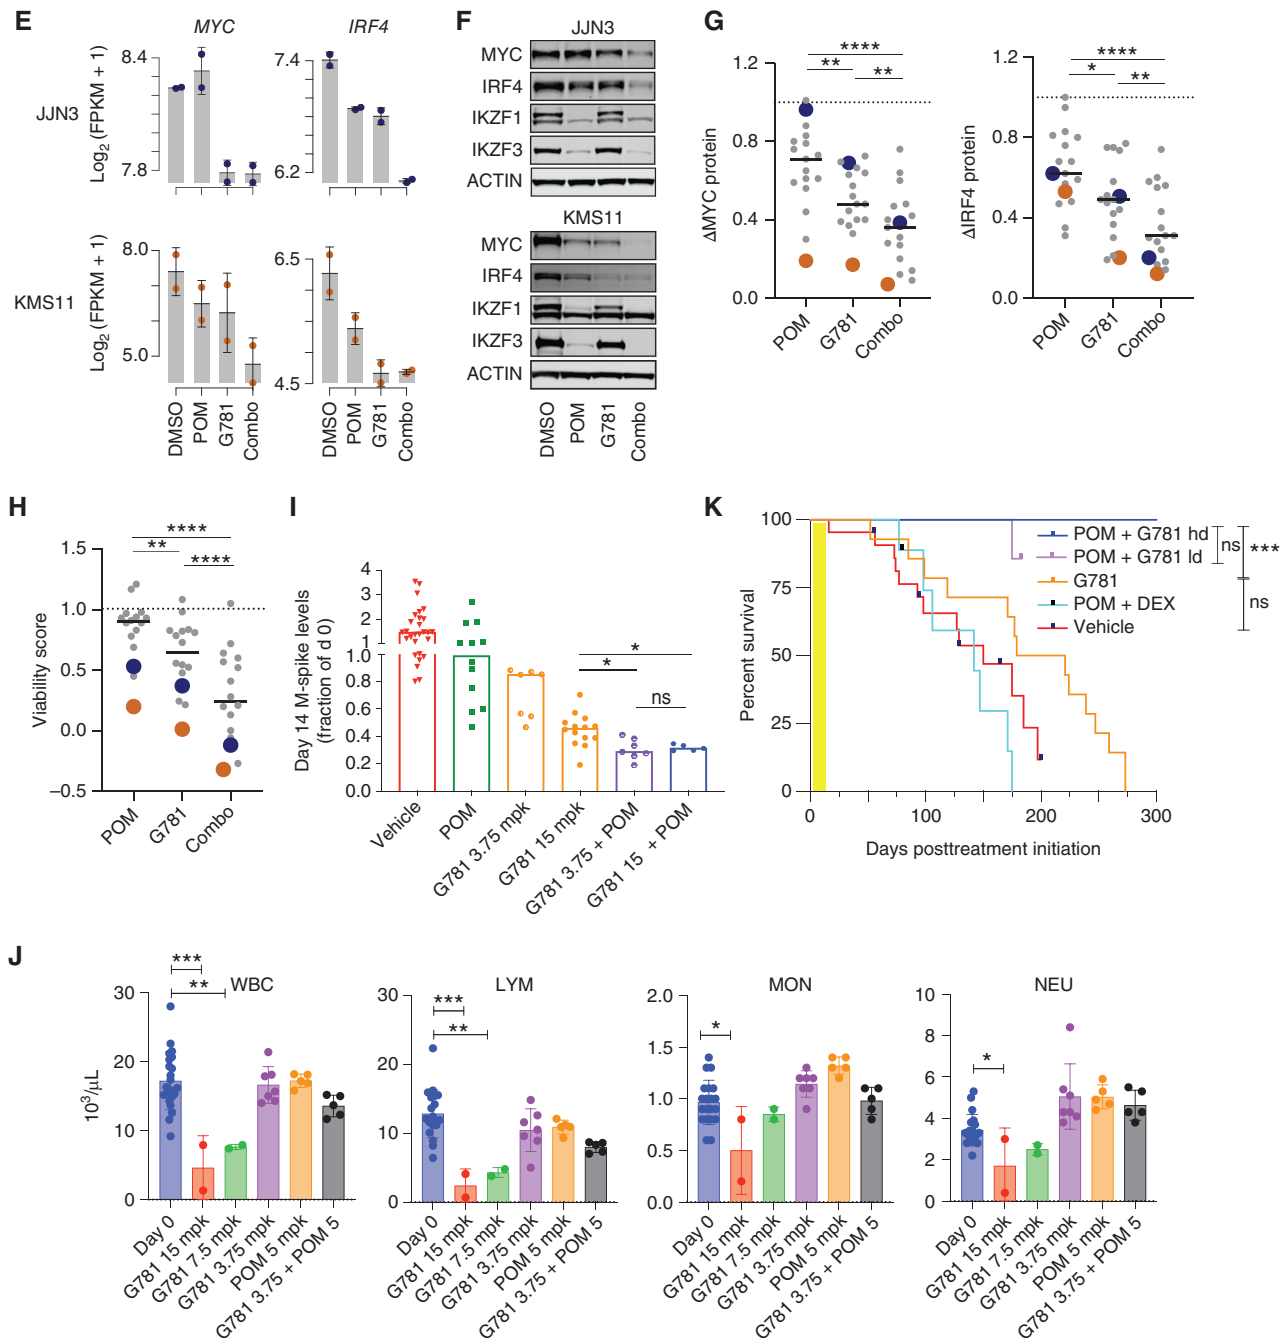 E
MYC
IRF4
JJN3
Log2 (FPKM + 1)
8.4
7.8
7.4
6.2
KMS11
Log2 (FPKM + 1)
8.0
5.0
6.5
4.5
DMSO
POM
G781
Combo
DMSO
POM
G781
Combo
F
JJN3
MYC
IRF4
IKZF1
IKZF3
ACTIN
KMS11
MYC
IRF4
IKZF1
IKZF3
ACTIN
DMSO
POM
G781
Combo
G
ΔMYC protein
1.2
0.8
0.4
0.0
****
**
**
POM
G781
Combo
ΔIRF4 protein
1.2
0.8
0.4
0.0
****
*
**
POM
G781
Combo
H
Viability score
1.5
1.0
0.5
0.0
–0.5
****
**
****
POM
G781
Combo
I
Day 14 M-spike levels
(fraction of d 0)
4
3
2
1
1.0
0.8
0.6
0.4
0.2
0.0
*
*
ns
Vehicle
POM
G781 3.75 mpk
G781 15 mpk
G781 3.75 + POM
G781 15 + POM
K
Percent survival
100
75
50
25
0
0
100
200
300
Days posttreatment initiation
POM + G781 hd
POM + G781 ld
G781
POM + DEX
Vehicle
ns
***
ns
J
10³/μL
WBC
30
20
10
0
***
**
Day 0
G781 15 mpk
G781 7.5 mpk
G781 3.75 mpk
POM 5 mpk
G781 3.75 + POM 5
LYM
30
20
10
0
***
**
Day 0
G781 15 mpk
G781 7.5 mpk
G781 3.75 mpk
POM 5 mpk
G781 3.75 + POM 5
MON
2.0
1.5
1.0
0.5
0.0
*
Day 0
G781 15 mpk
G781 7.5 mpk
G781 3.75 mpk
POM 5 mpk
G781 3.75 + POM 5
NEU
10
8
6
4
2
0
*
Day 0
G781 15 mpk
G781 7.5 mpk
G781 3.75 mpk
POM 5 mpk
G781 3.75 + POM 5